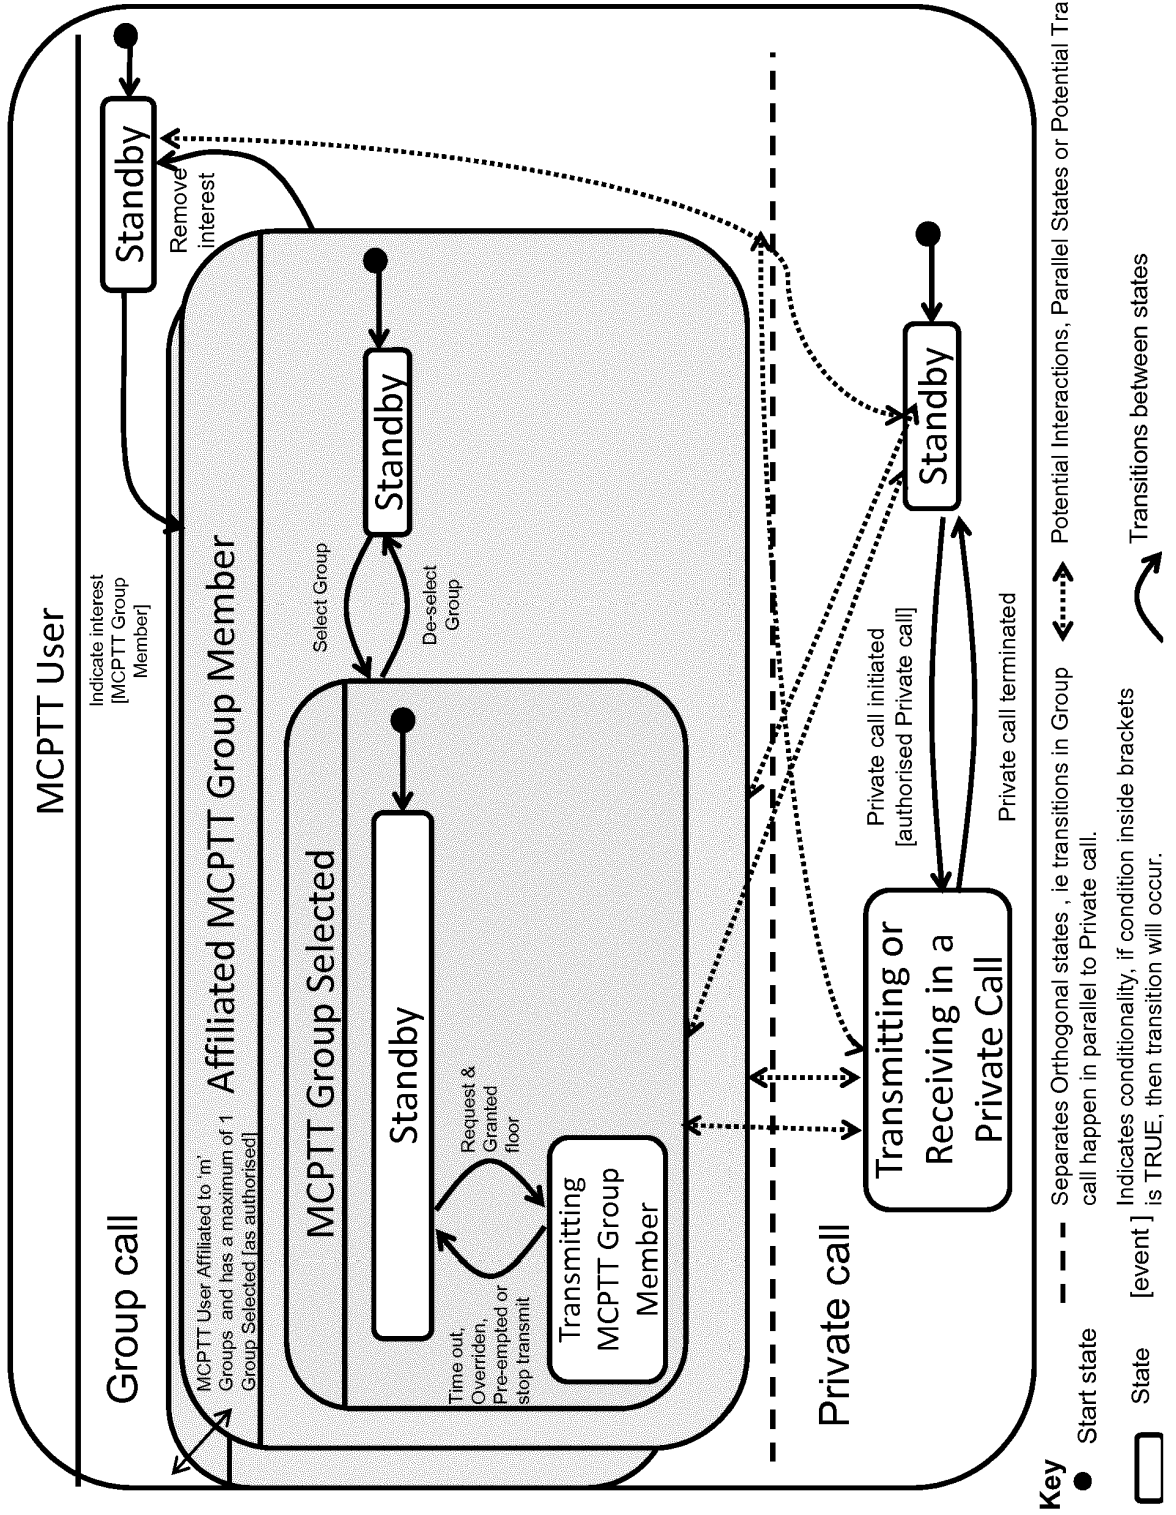 MCPTT User
Group call
Standby
Indicate interest
[MCPTT Group
Member]
Remove
interest
MCPTT User Affiliated to ‘m’
Groups and has a maximum of 1
Group Selected [as authorised]
Affiliated MCPTT Group Member
MCPTT Group Selected
Select Group
De-select
Group
Standby
Standby
Request &
Granted
floor
Time out,
Overriden,
Pre-empted or
stop transmit
Transmitting
MCPTT Group
Member
Private call
Transmitting or
Receiving in a
Private Call
Private call initiated
[authorised Private call]
Private call terminated
Standby
Key
Start state
State
Separates Orthogonal states , ie transitions in Group
call happen in parallel to Private call.
[event ]
Indicates conditionality, if condition inside brackets
is TRUE, then transition will occur.
Potential Interactions, Parallel States or Potential Tra
Transitions between states